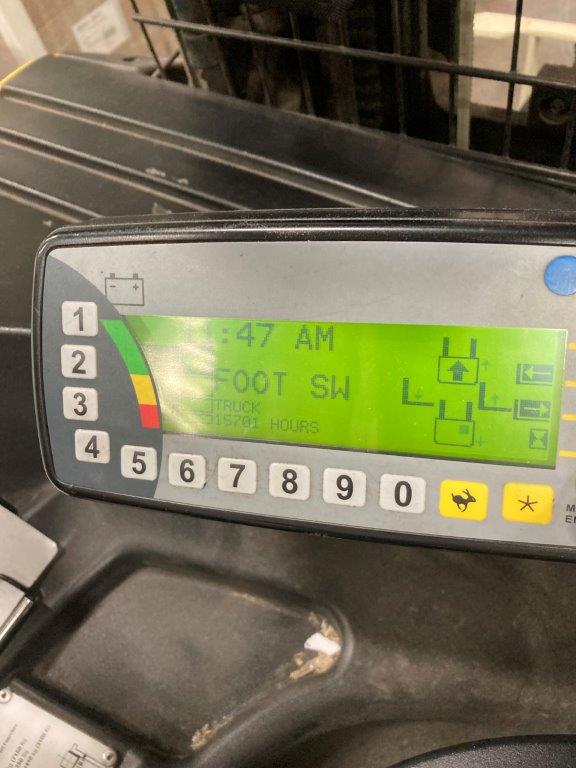 :47 AM
FOOT SW
TRUCK
15701 HOURS
1
2
3
4 5 6 7 8 9 0